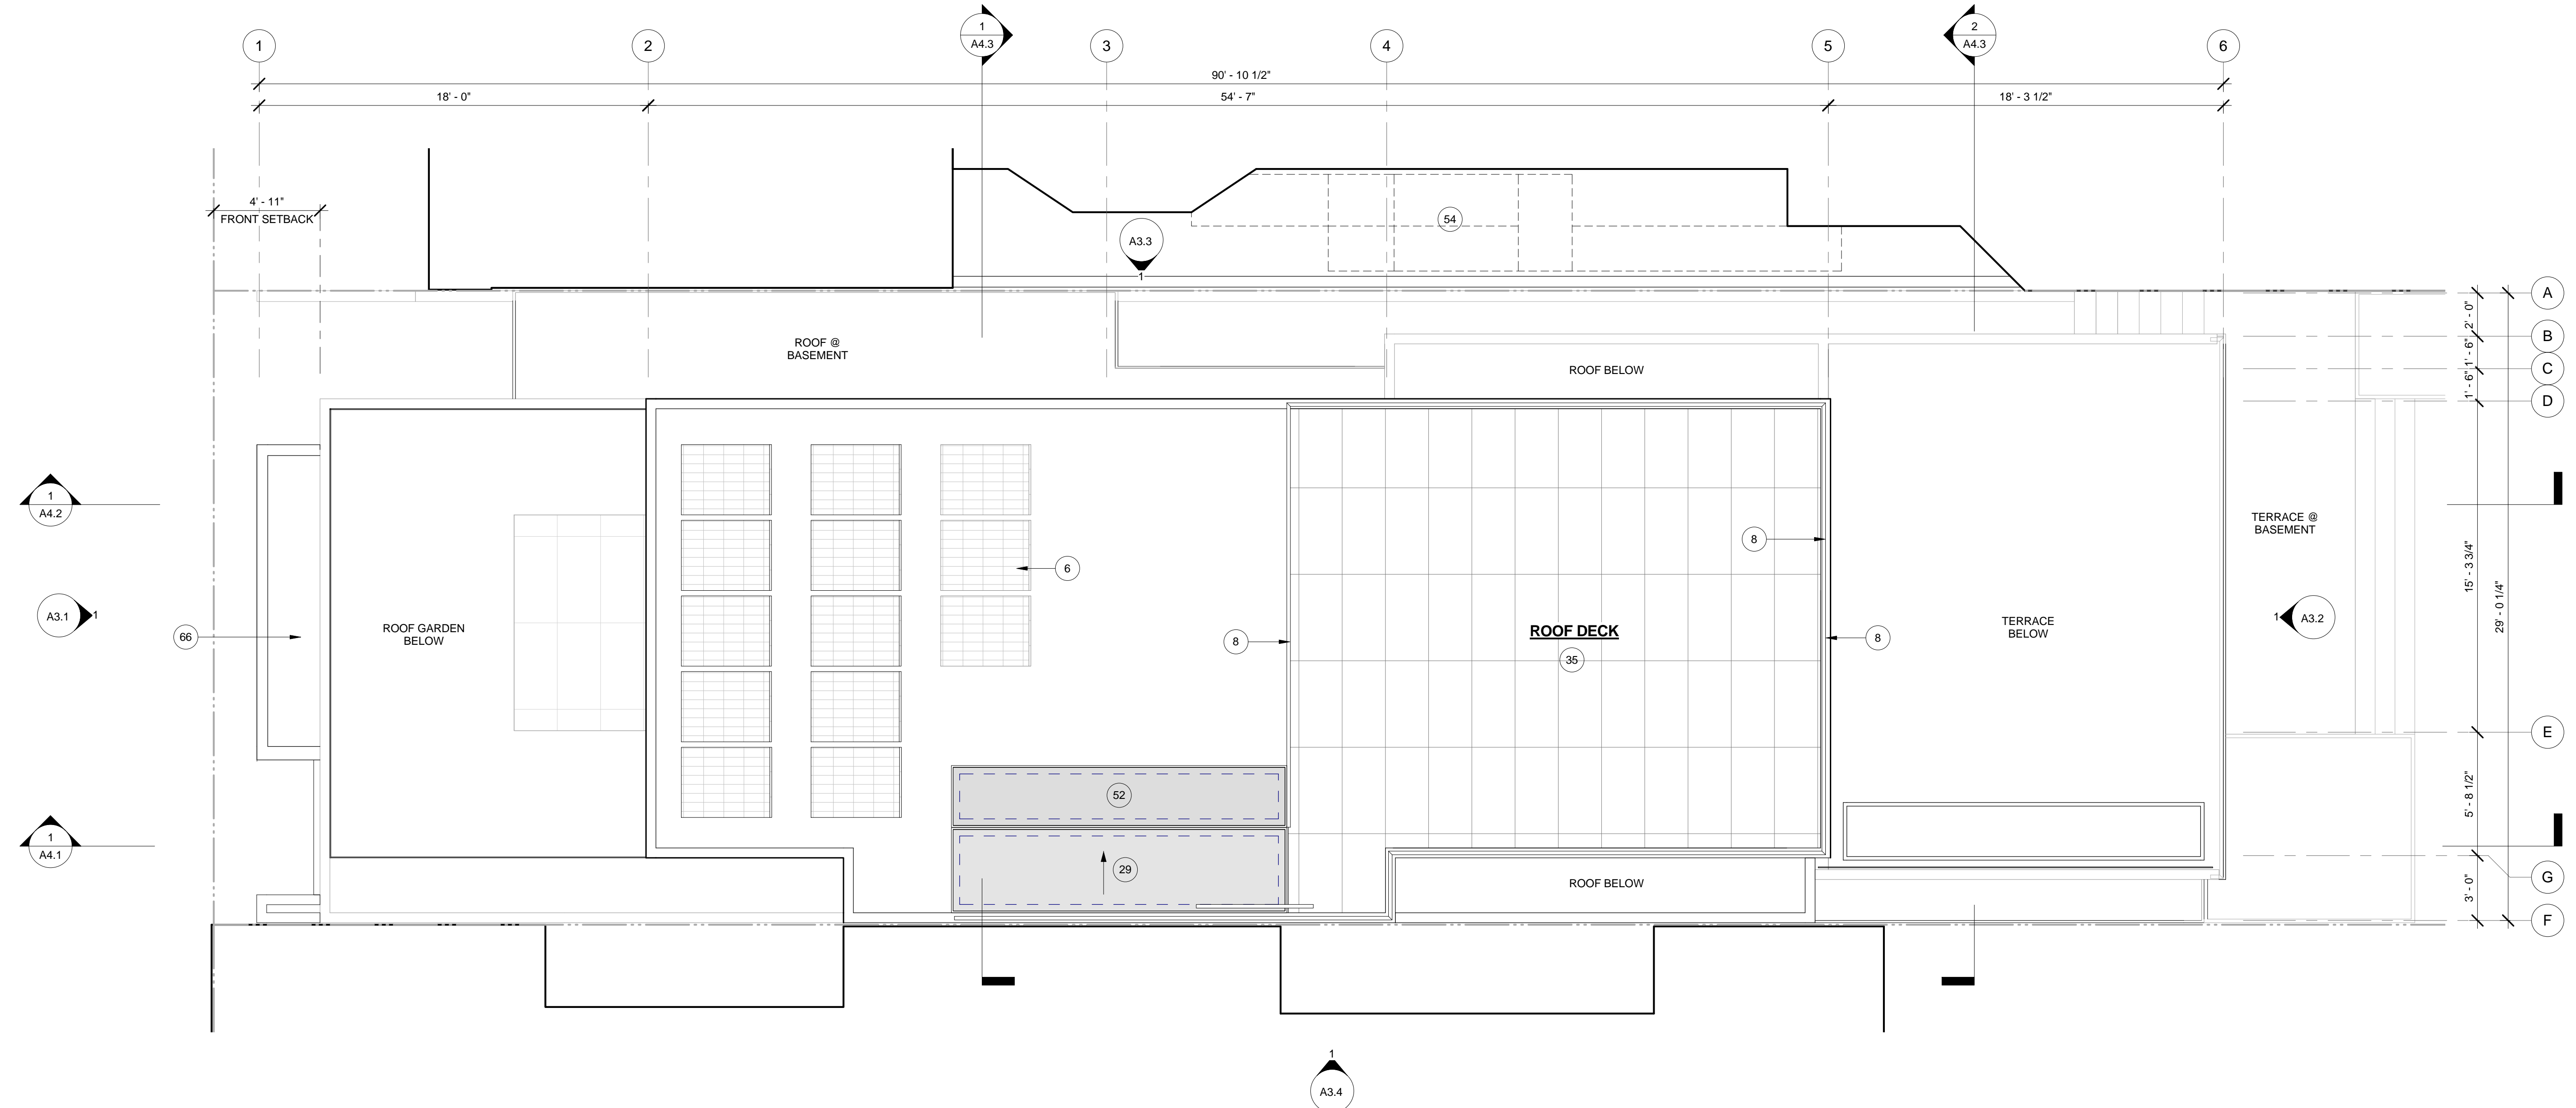 1
A4.3
2
A4.3
1
2
3
4
5
6
90' - 10 1/2"
18' - 0"
54' - 7"
18' - 3 1/2"
4' - 11"
FRONT SETBACK
54
A3.3
1
A
B
C
D
E
G
F
2' - 0"
1' - 6"
1' - 6"
15' - 3 3/4"
5' - 8 1/2"
3' - 0"
29' - 0 1/4"
ROOF @
BASEMENT
ROOF BELOW
1
A4.2
A3.1
1
66
1
A4.1
ROOF GARDEN
BELOW
6
8
8
8
ROOF DECK
35
TERRACE
BELOW
TERRACE @
BASEMENT
1
A3.2
52
29
ROOF BELOW
1
A3.4